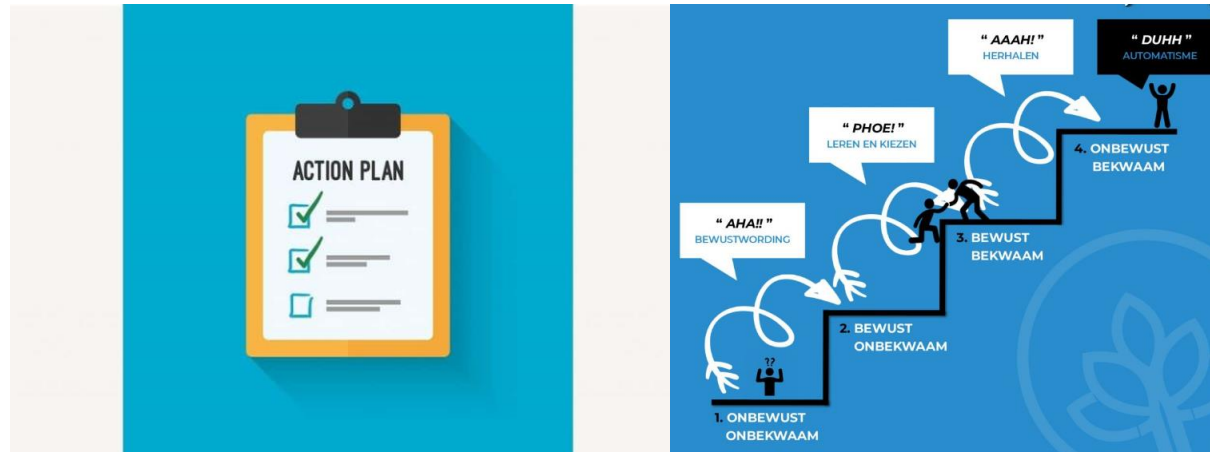 ACTION PLAN
“ AAAH! ”
HERHALEN
“ DUHH ”
AUTOMATISME
“ PHOE! ”
LEREN EN KIEZEN
“ AHA!! ”
BEWUSTWORDING
4. ONBEWUST
BEKWAAM
3. BEWUST
BEKWAAM
2. BEWUST
ONBEKWAAM
??
1. ONBEWUST
ONBEKWAAM